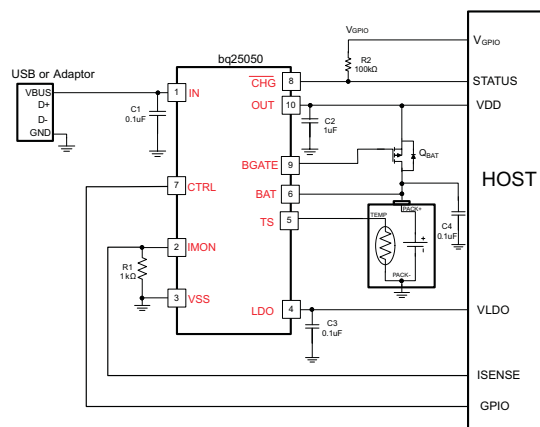 VGPIO
VGPIO
R2
100kΩ
bq25050
USB or Adaptor
VBUS
D+
D-
GND
1
IN
C1
0.1uF
CHG
8
STATUS
OUT
10
VDD
C2
1uF
BGATE
9
QBAT
HOST
7
CTRL
BAT
6
TS
5
TEMP
PACK+
+
-
PACK-
C4
0.1uF
2
IMON
R1
1kΩ
3
VSS
LDO
4
VLDO
C3
0.1uF
ISENSE
GPIO